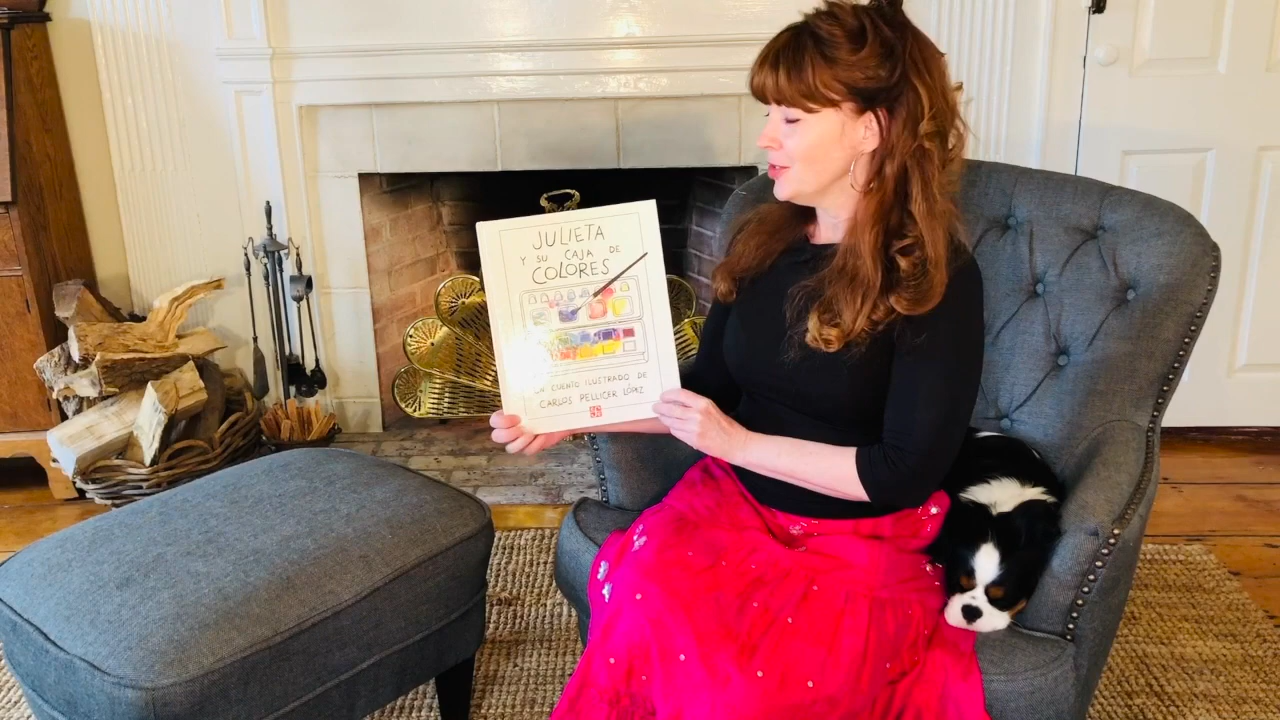 JULIETA
Y SU CAJA DE
COLORES
UN CUENTO ILUSTRADO DE
CARLOS PELLICER LÓPEZ